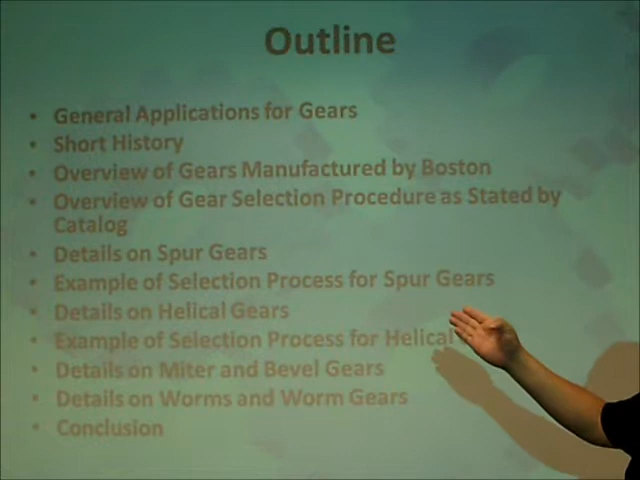 Outline
• General Applications for Gears
• Short History
• Overview of Gears Manufactured by Boston
• Overview of Gear Selection Procedure as Stated by
Catalog
• Details on Spur Gears
• Example of Selection Process for Spur Gears
• Details on Helical Gears
• Example of Selection Process for Helical
• Details on Miter and Bevel Gears
• Details on Worms and Worm Gears
• Conclusion